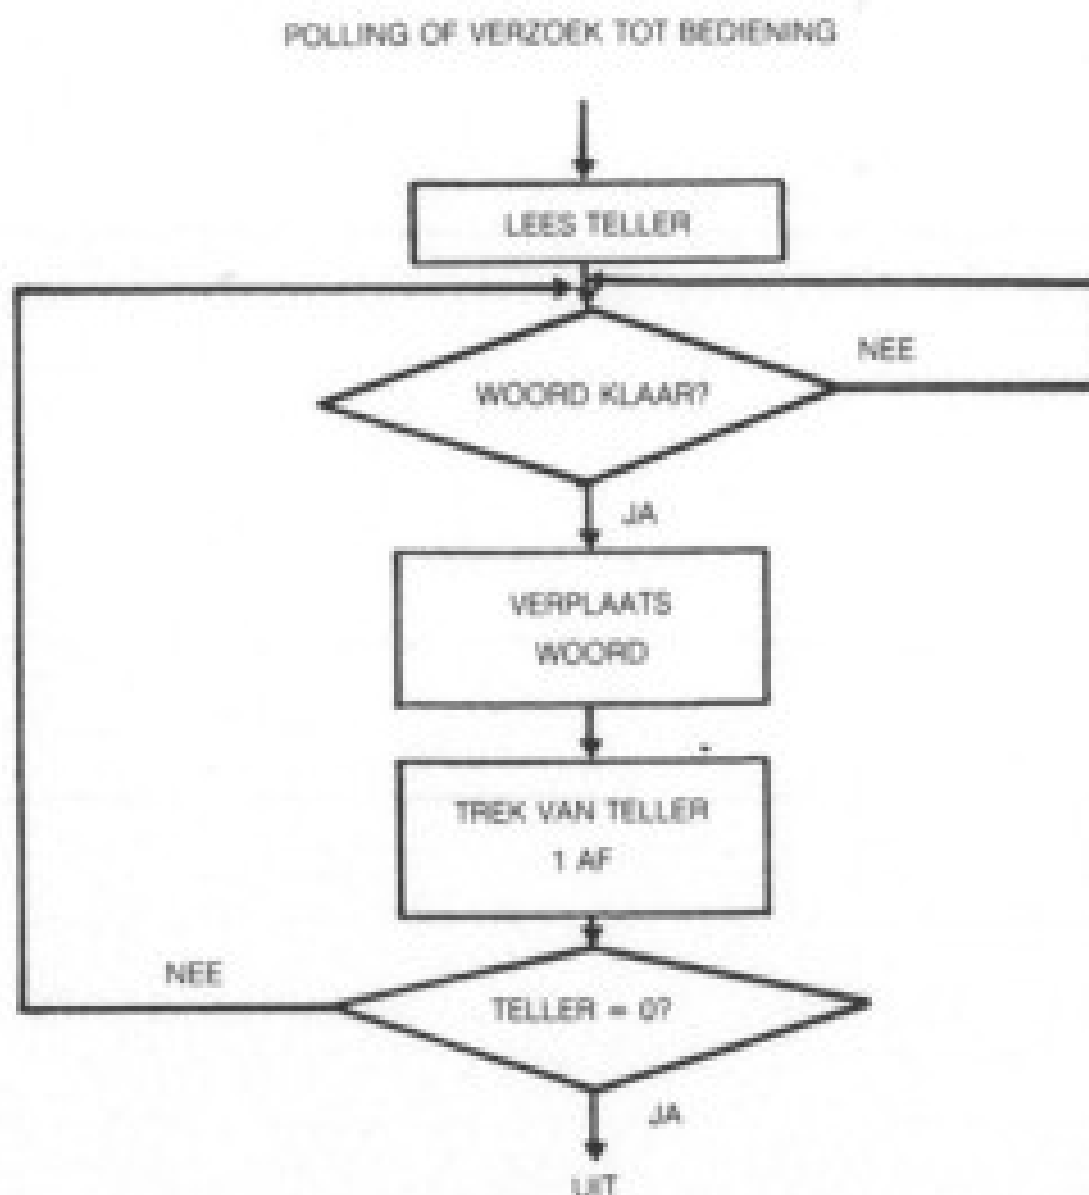 POLLING OF VERZOEK TOT BEDIENING
LEES TELLER
NEE
WOORD KLAAR?
JA
VERPLAATS
WOORD
TREK VAN TELLER
1 AF
NEE
TELLER = 0?
JA
UIT